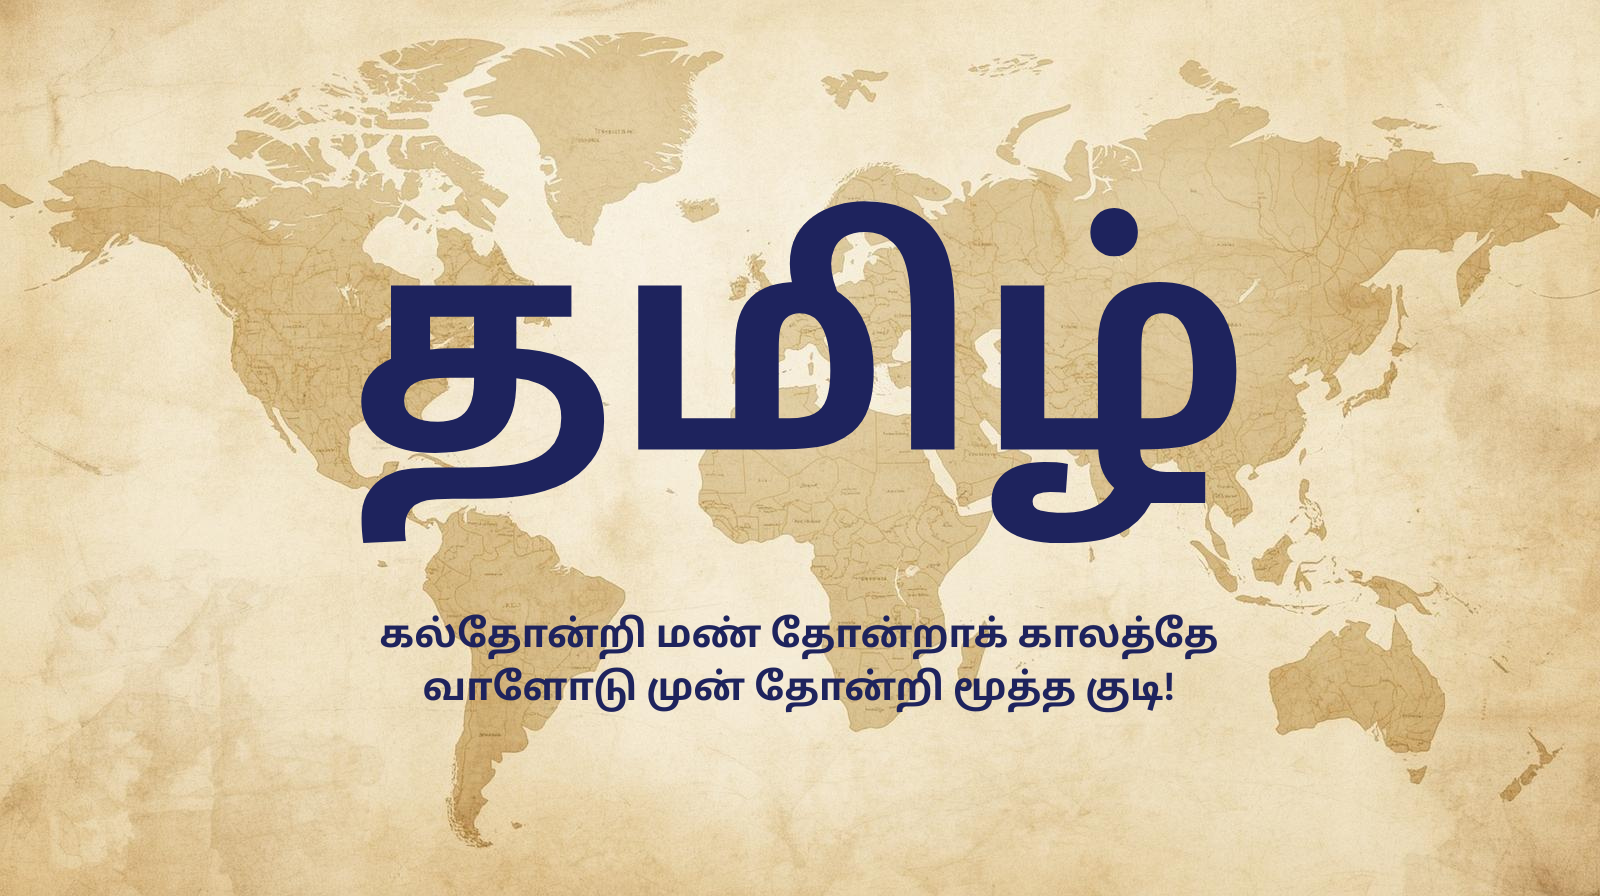 தமிழ்
கல்தோன்றி மண் தோன்றாக் காலத்தே
வாளோடு முன் தோன்றி மூத்த குடி!